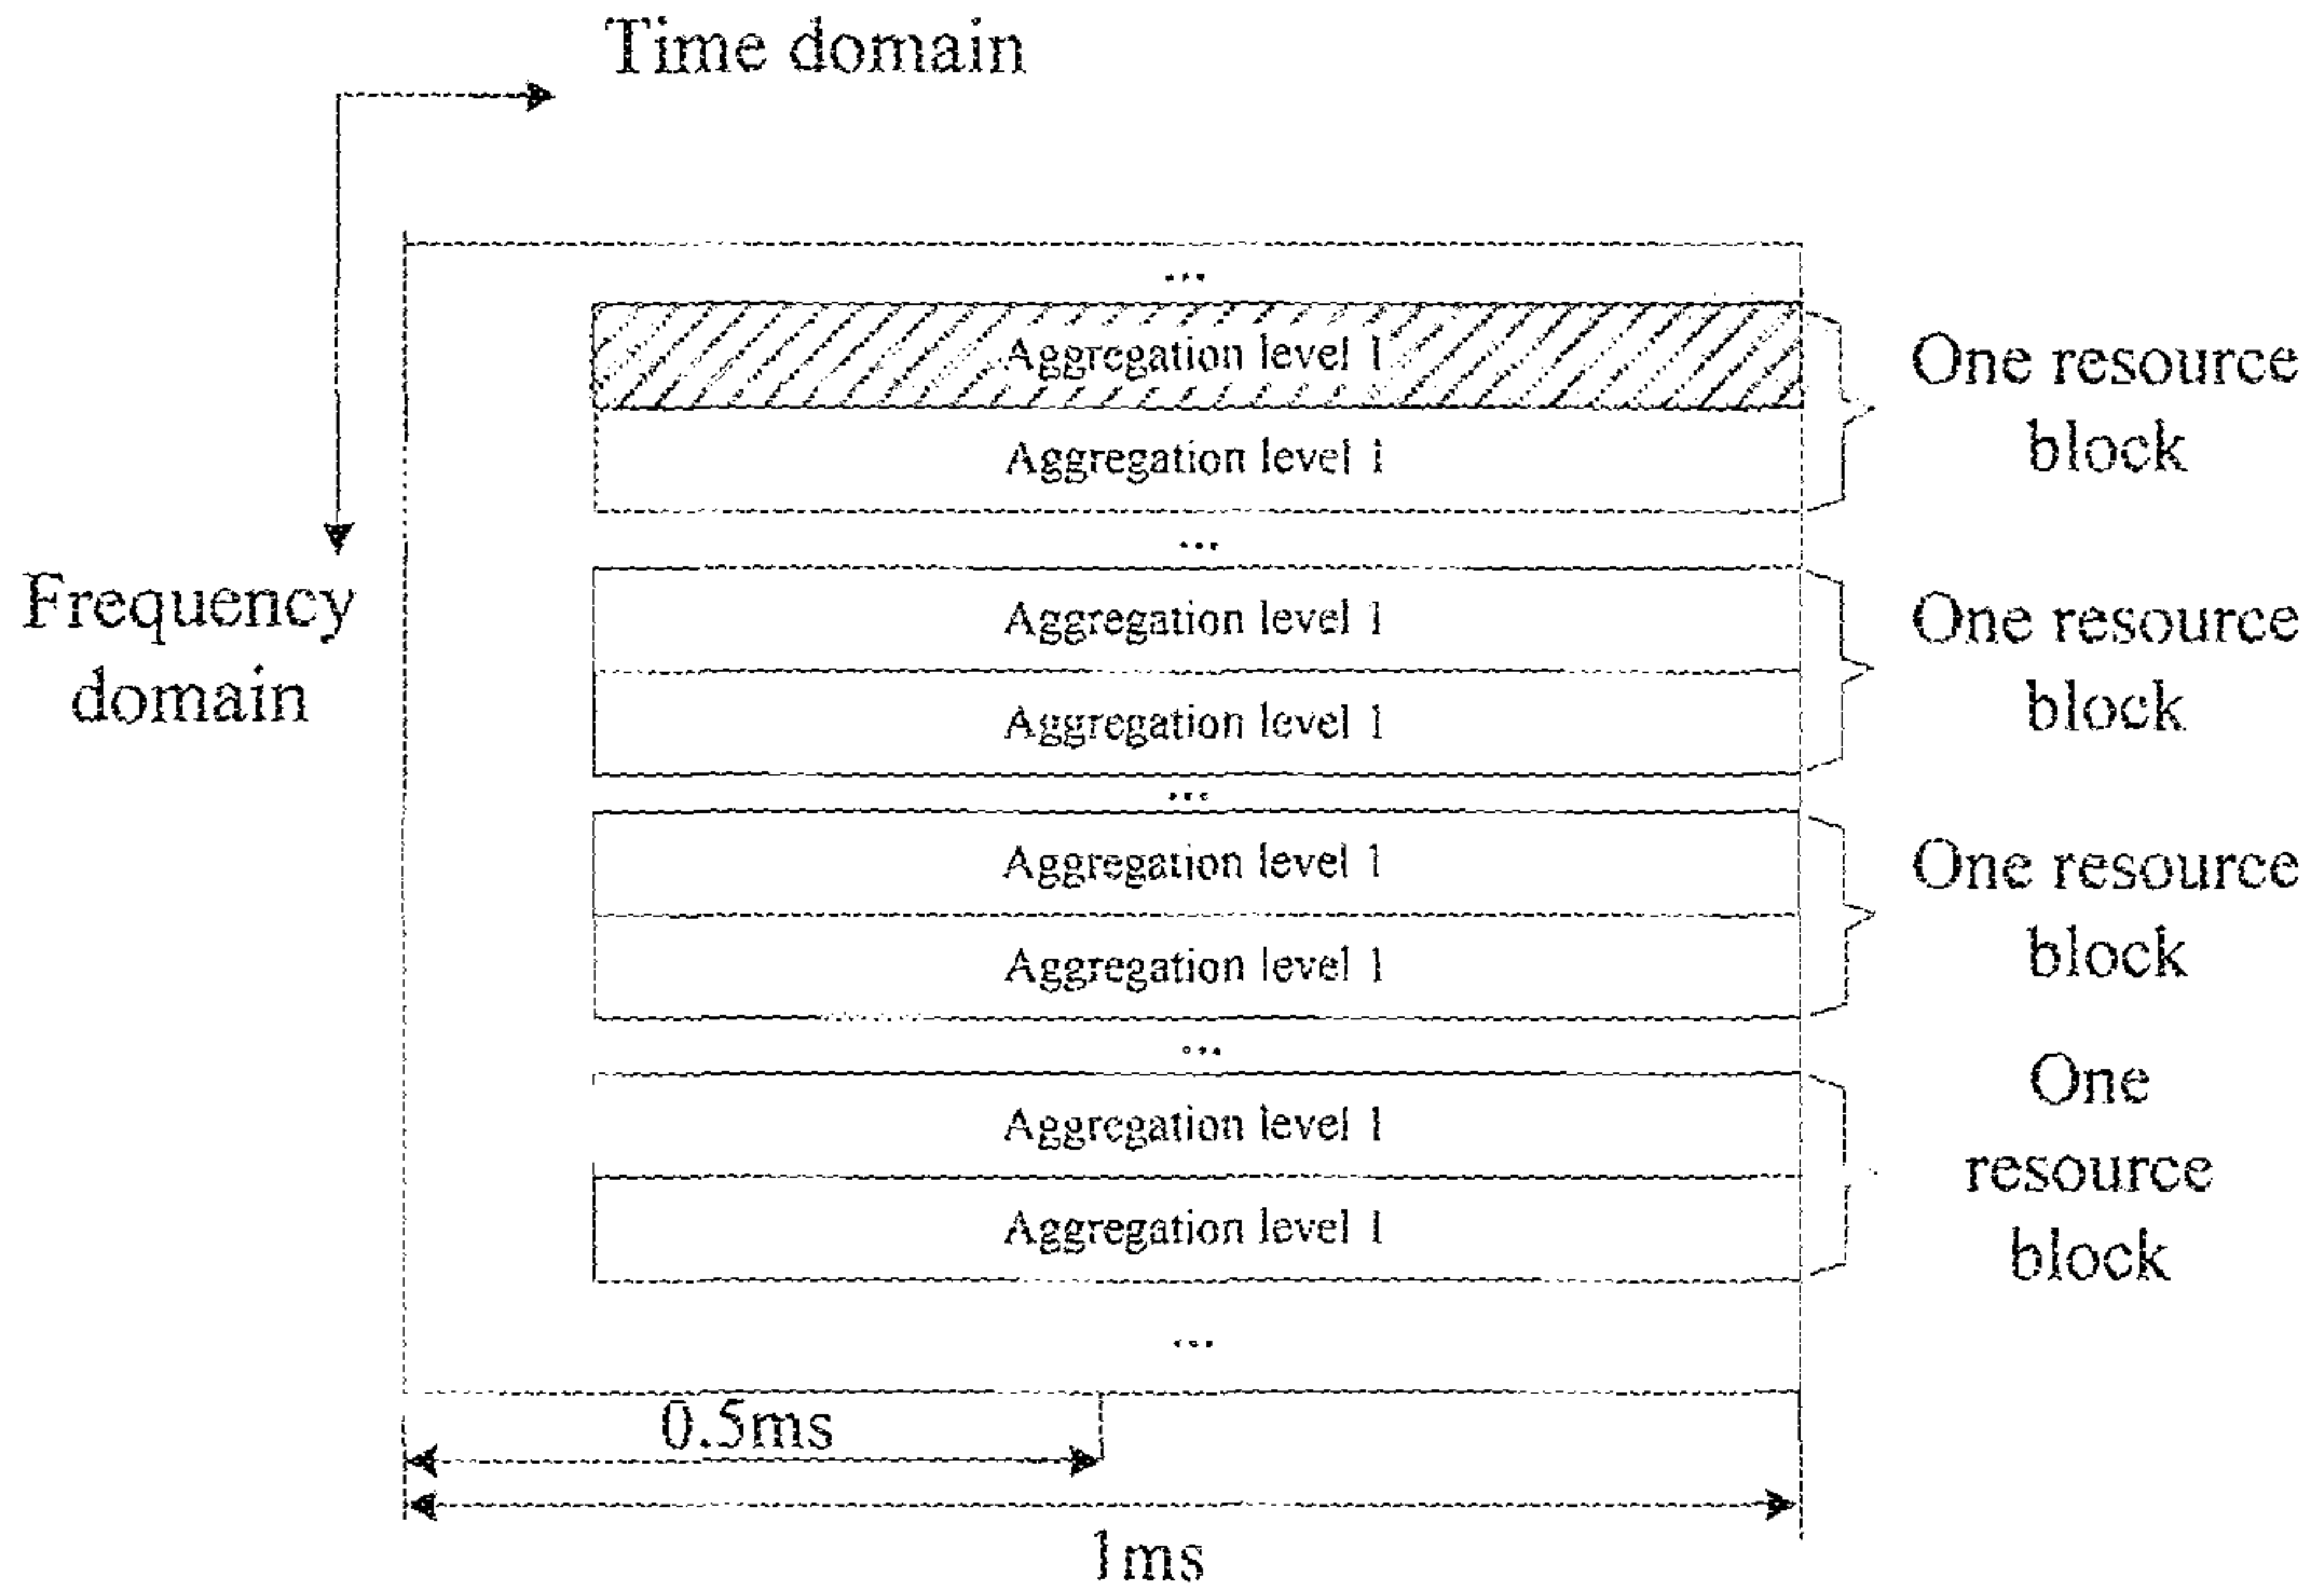 Time domain
...
Aggregation level 1
One resource
block
Aggregation level 1
...
Frequency
domain
Aggregation level 1
One resource
block
Aggregation level 1
...
Aggregation level 1
One resource
block
Aggregation level 1
...
Aggregation level 1
One
resource
block
Aggregation level 1
...
0.5ms
1ms